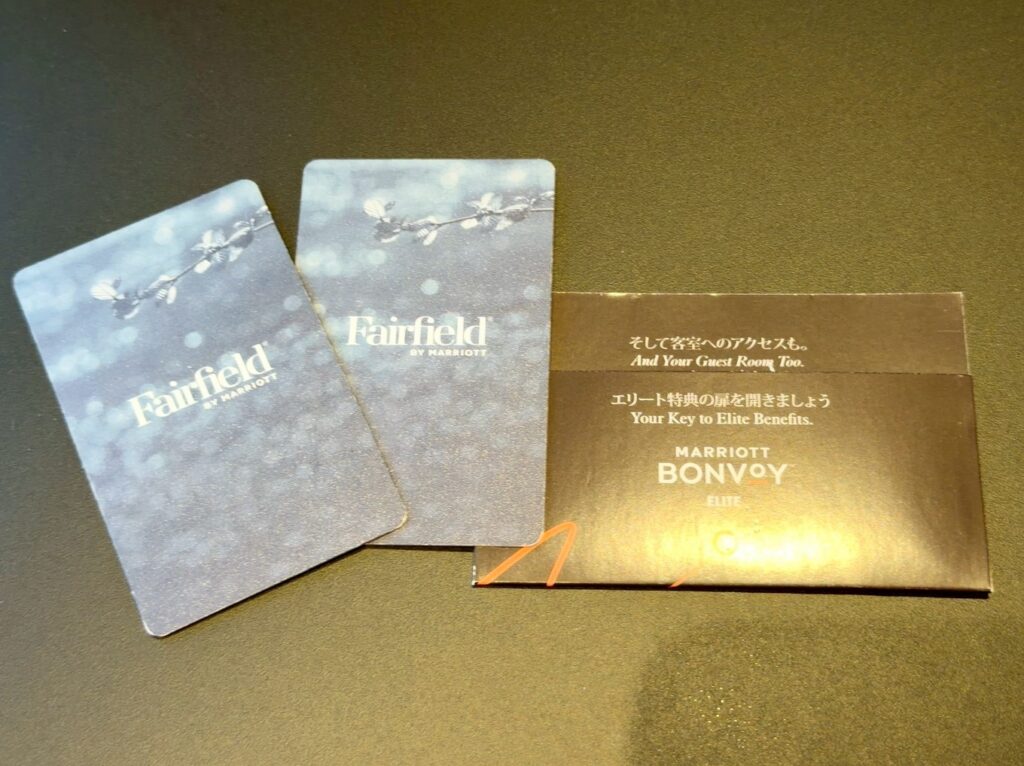 Fairfield
BY MARRIOTT
Fairfield
BY MARRIOTT
そして客室へのアクセスも。
And Your Guest Room Too.
エリート特典の扉を開きましょう
Your Key to Elite Benefits.
MARRIOTT
BONVOY
ELITE